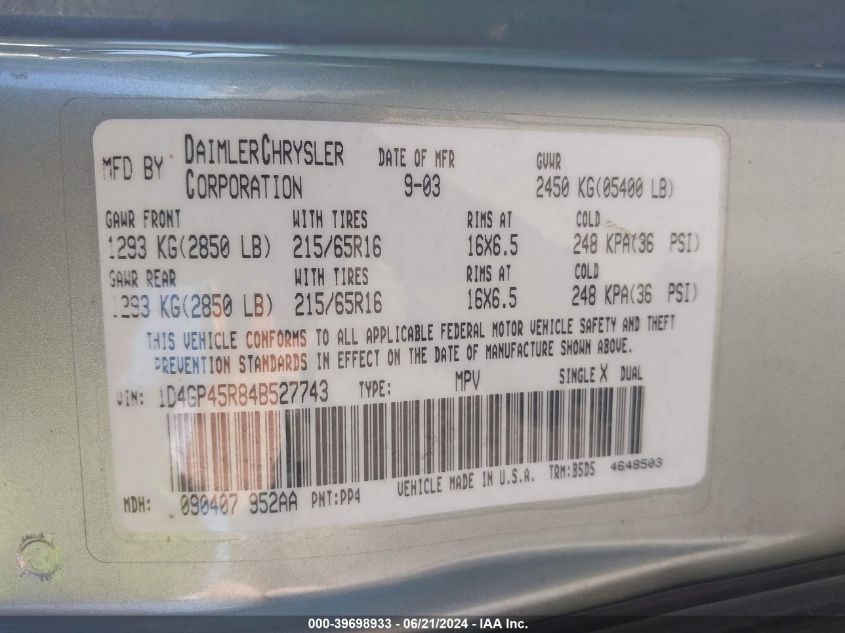 MFD BY DAIMLERCHRYSLER CORPORATION DATE OF MFR 9-03 GVWR 2450 KG(05400 LB)
GAWR FRONT WITH TIRES RIMS AT COLD
1293 KG(2850 LB) 215/65R16 16X6.5 248 KPA(36 PSI)
GAWR REAR WITH TIRES RIMS AT COLD
1293 KG(2850 LB) 215/65R16 16X6.5 248 KPA(36 PSI)
THIS VEHICLE CONFORMS TO ALL APPLICABLE FEDERAL MOTOR VEHICLE SAFETY AND THEFT
PREVENTION STANDARDS IN EFFECT ON THE DATE OF MANUFACTURE SHOWN ABOVE.
VIN: 1D4GP45R84B527743 TYPE: MPV SINGLE X DUAL
MDH: 090407 952AA PNT:PP4 VEHICLE MADE IN U.S.A. TRM:B5D5 4648503
000-39698933 - 06/21/2024 - IAA Holdings, LLC.